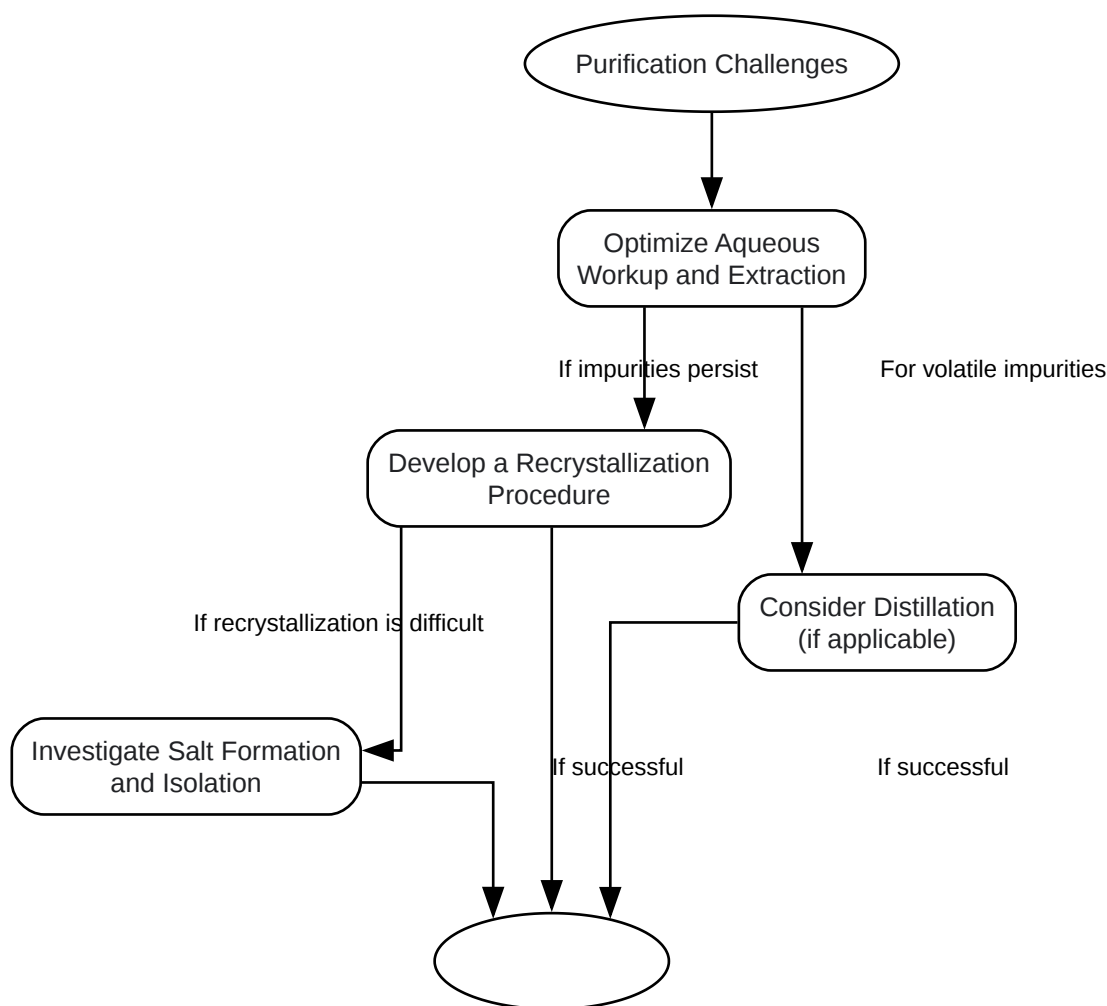 Purification Challenges
Optimize Aqueous
Workup and Extraction
If impurities persist
For volatile impurities
Develop a Recrystallization
Procedure
Consider Distillation
(if applicable)
If recrystallization is difficult
Investigate Salt Formation
and Isolation
If successful
If successful